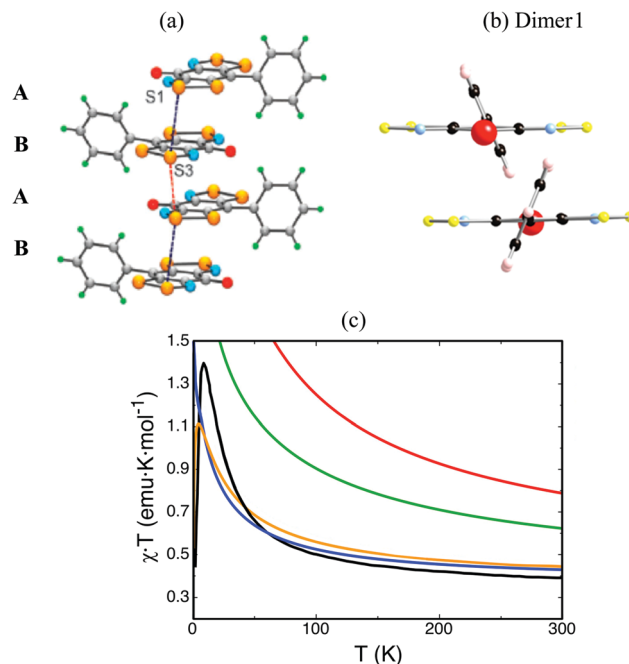 (a)
(b) Dimer1
A
S1
B
S3
A
B
(c)
1.5
1.3
1.1
0.9
0.7
0.5
0.3
χ·T (emu·K·mol⁻¹)
0 100 200 300
T (K)